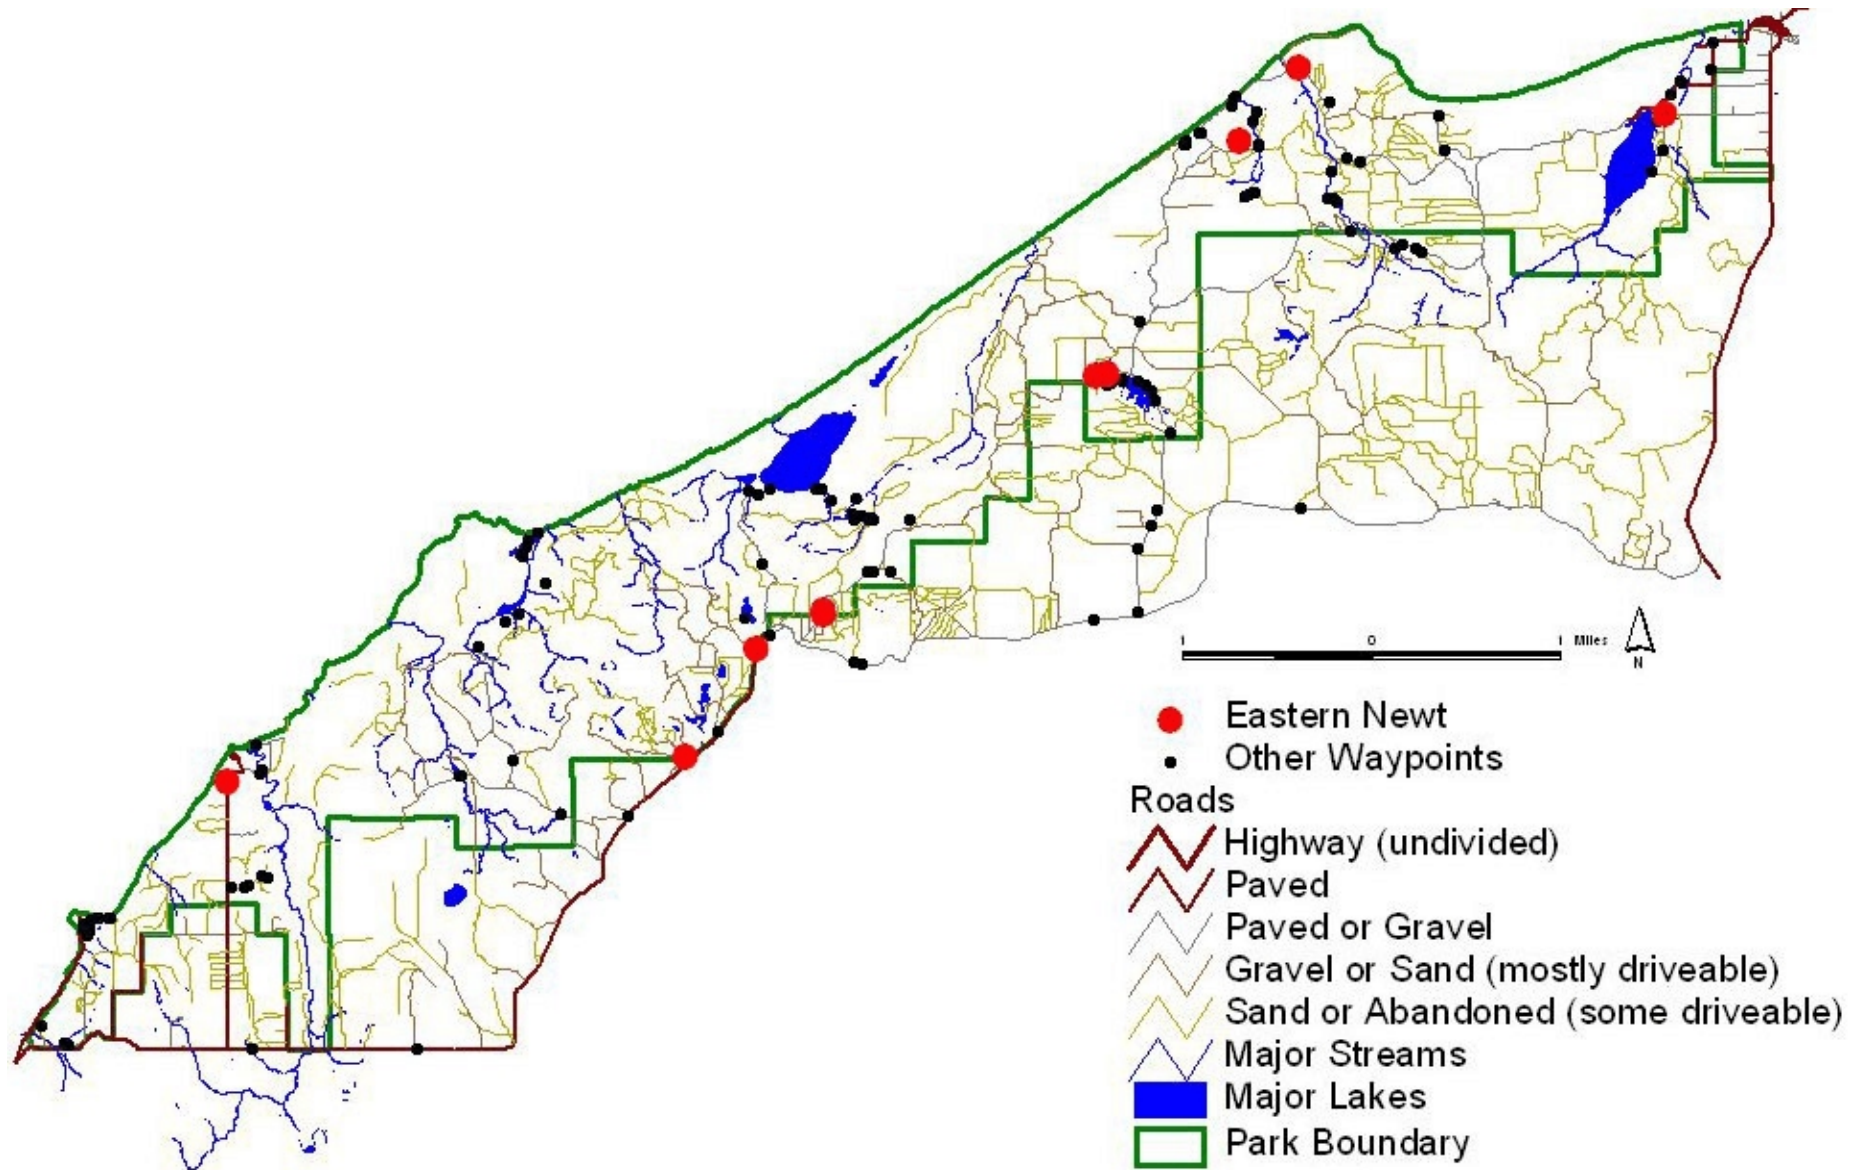 1 0 1 Miles
N
Eastern Newt
Other Waypoints
Roads
Highway (undivided)
Paved
Paved or Gravel
Gravel or Sand (mostly driveable)
Sand or Abandoned (some driveable)
Major Streams
Major Lakes
Park Boundary